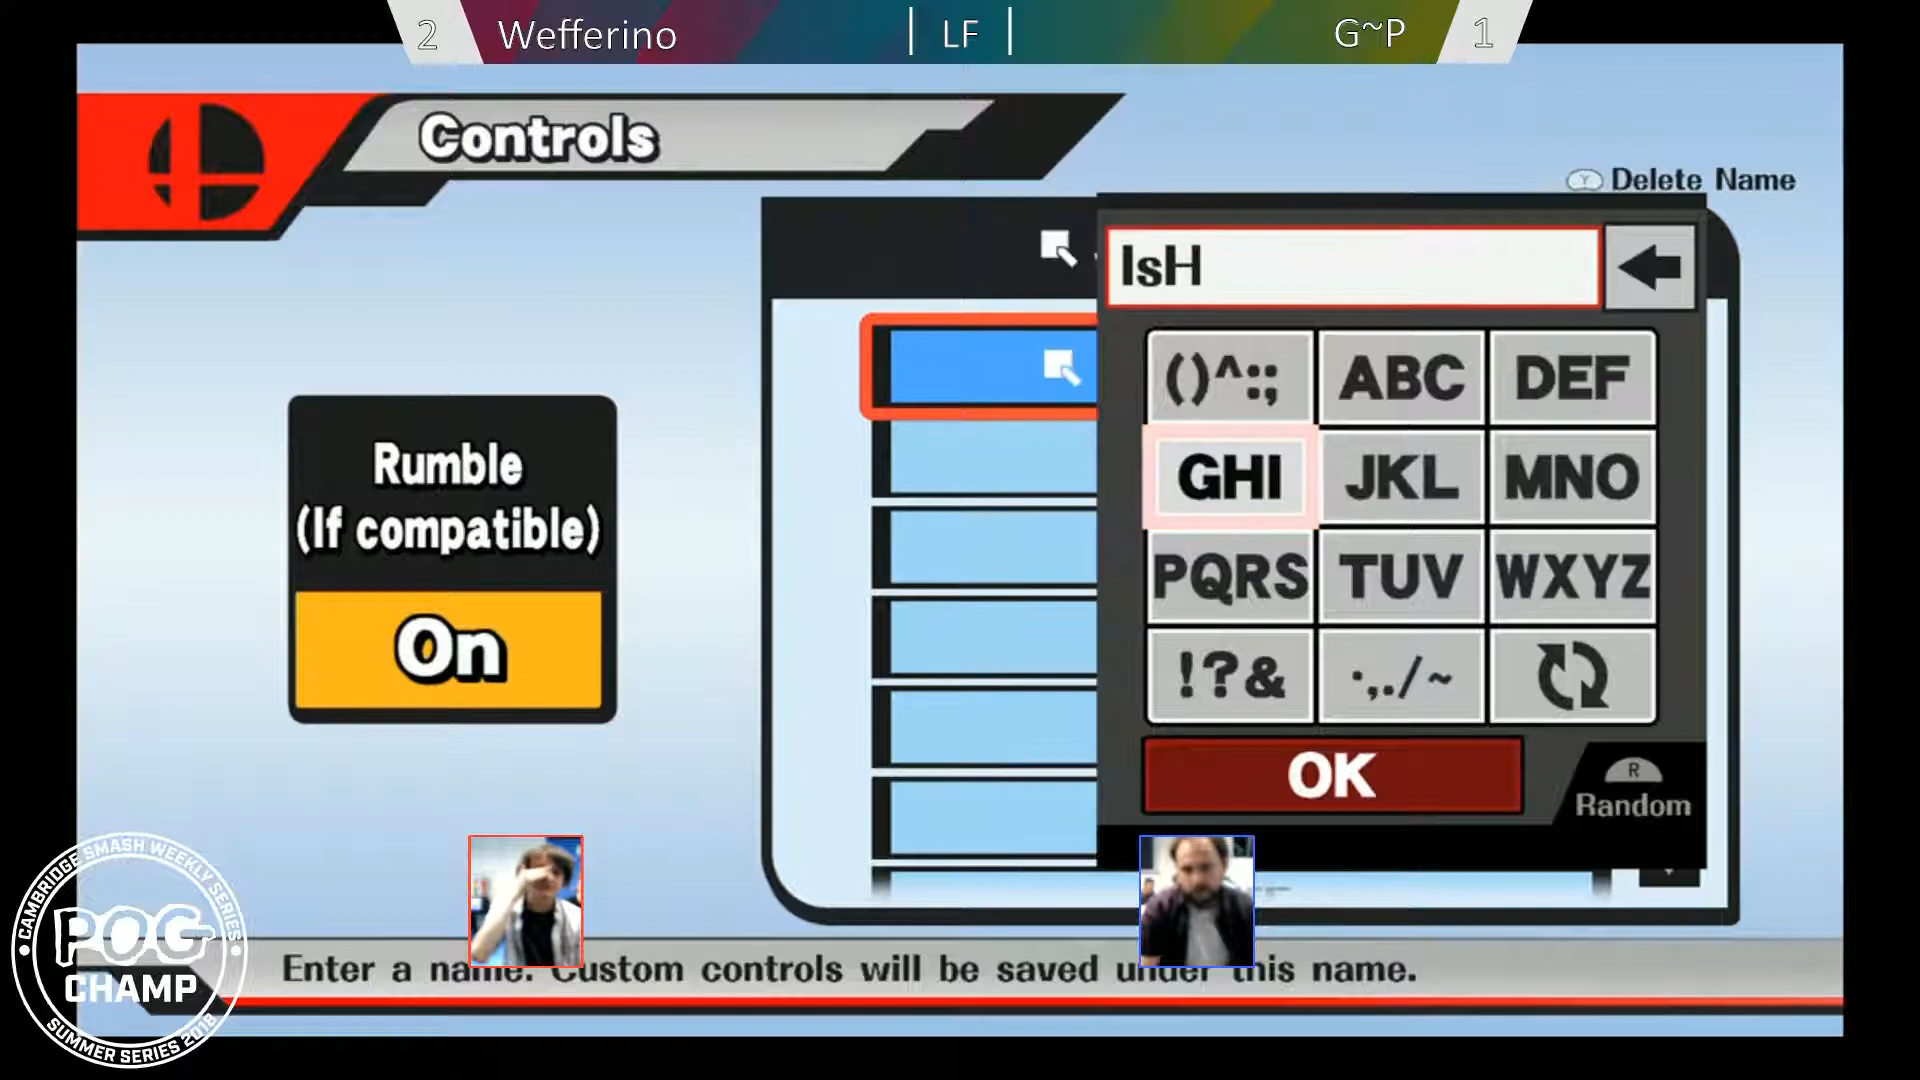 2 Wefferino | LF | G~P 1
Controls
Y Delete Name
IsH
()^:; ABC DEF
Rumble
(If compatible)
On
GHI JKL MNO
PQRS TUV WXYZ
!?& ·,./~
OK
R
Random
CAMBRIDGE SMASH WEEKLY SERIES
POG
CHAMP
SUMMER SERIES 2018
Enter a name. Custom controls will be saved under this name.